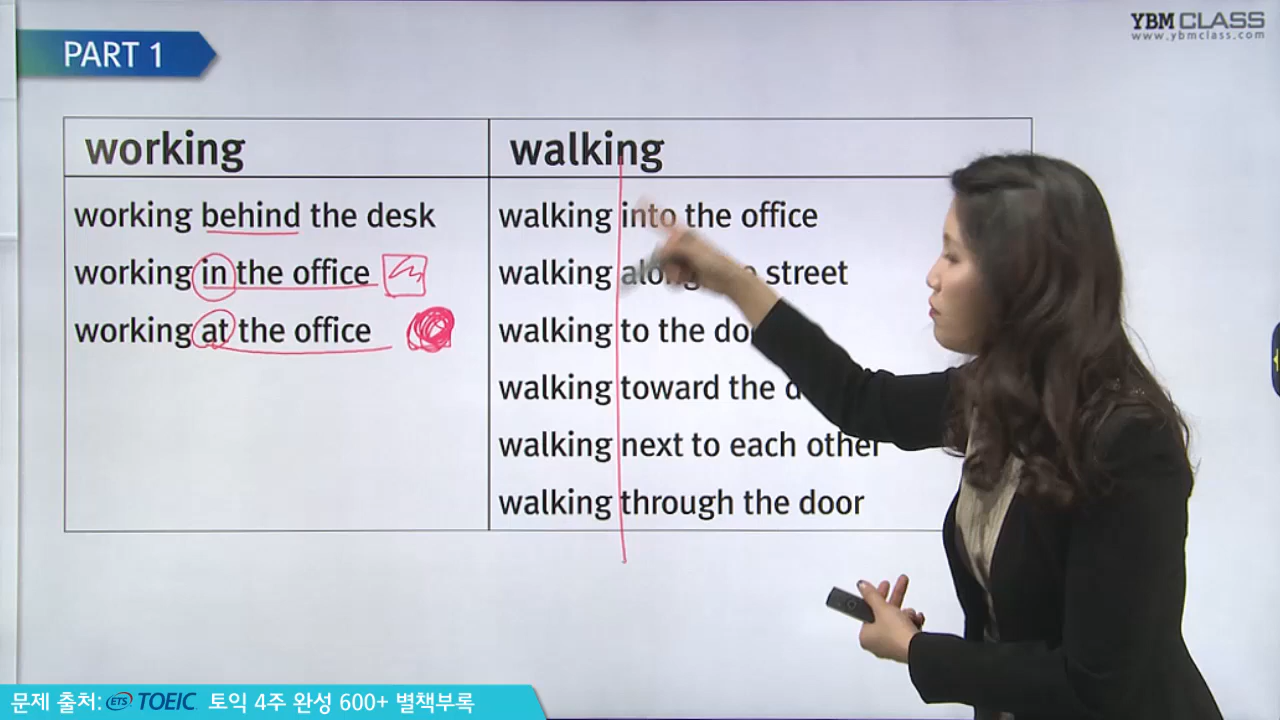 PART 1
YBM CLASS
www.ybmclass.com
working
walking
working behind the desk
working in the office
working at the office
walking into the office
walking street
walking to the
walking toward the
walking next to each other
walking through the door
문제 출처: ETS TOEIC 토익 4주 완성 600+ 별책부록